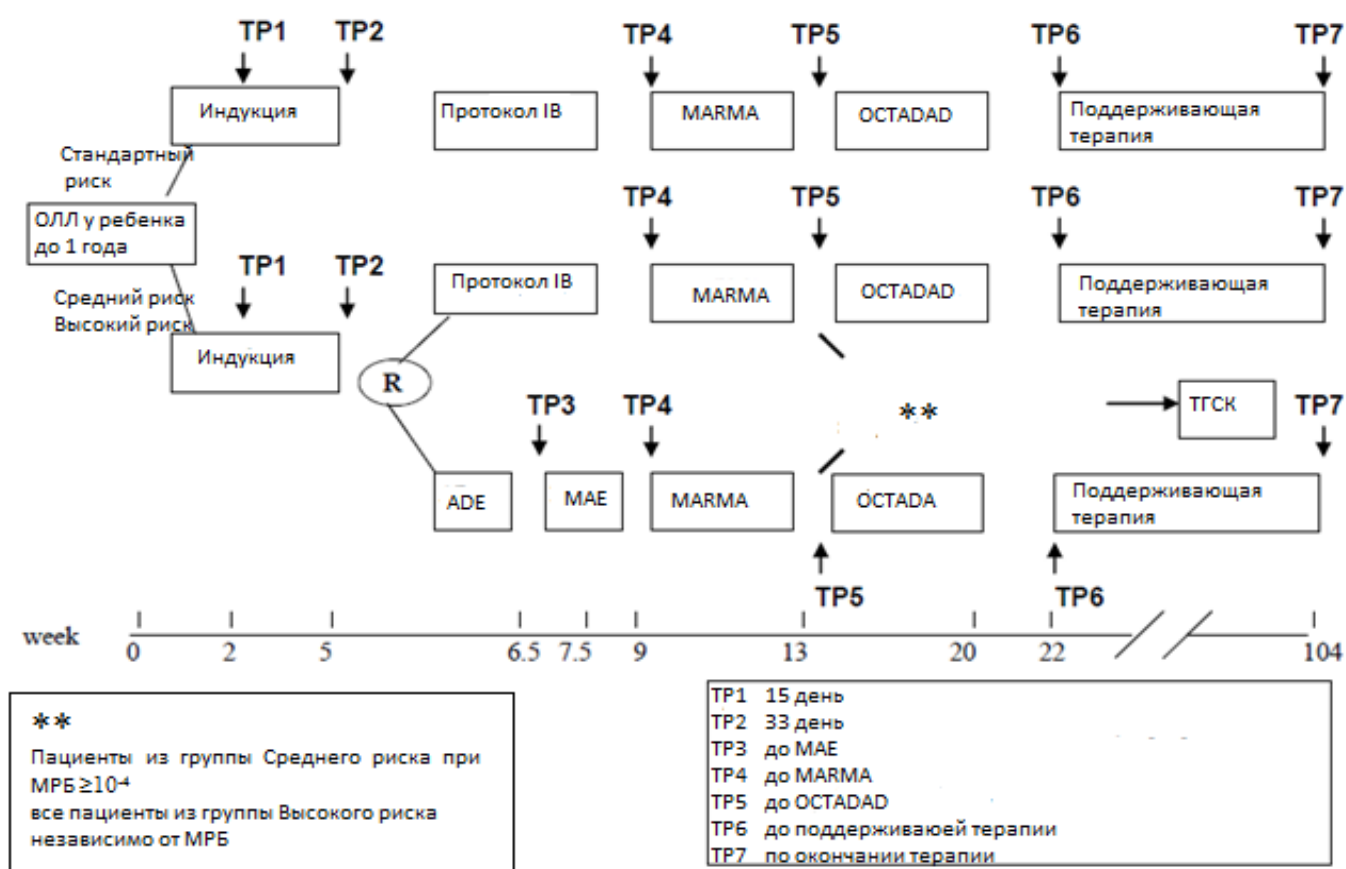 TP1 TP2 TP4 TP5 TP6 TP7
Индукция Протокол IB MARMA OCTADAD Поддерживающая
терапия
Стандартный
риск
ОЛЛ у ребенка
до 1 года
TP4 TP5 TP6 TP7
TP1 TP2
Средний риск
Высокий риск
Протокол IB MARMA OCTADAD Поддерживающая
терапия
Индукция
R
TP3 TP4 ** ТГСК TP7
ADE MAE MARMA OCTADA Поддерживающая
терапия
TP5 TP6
week
0 2 5 6.5 7.5 9 13 20 22 104
**
Пациенты из группы Среднего риска при
МРБ ≥10-4
все пациенты из группы Высокого риска
независимо от МРБ
TP1 15 день
TP2 33 день
TP3 до MAE
TP4 до MARMA
TP5 до OCTADAD
TP6 до поддерживаюей терапии
TP7 по окончании терапии